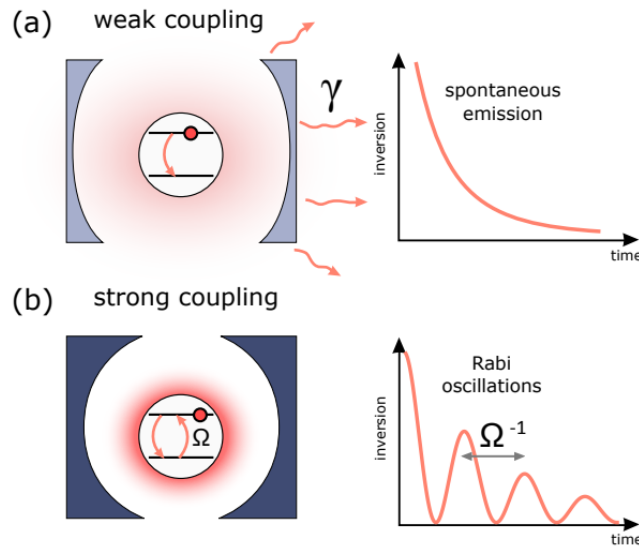 (a)
weak coupling
γ
spontaneous
emission
inversion
time
(b)
strong coupling
Ω
Rabi
oscillations
Ω⁻¹
inversion
time